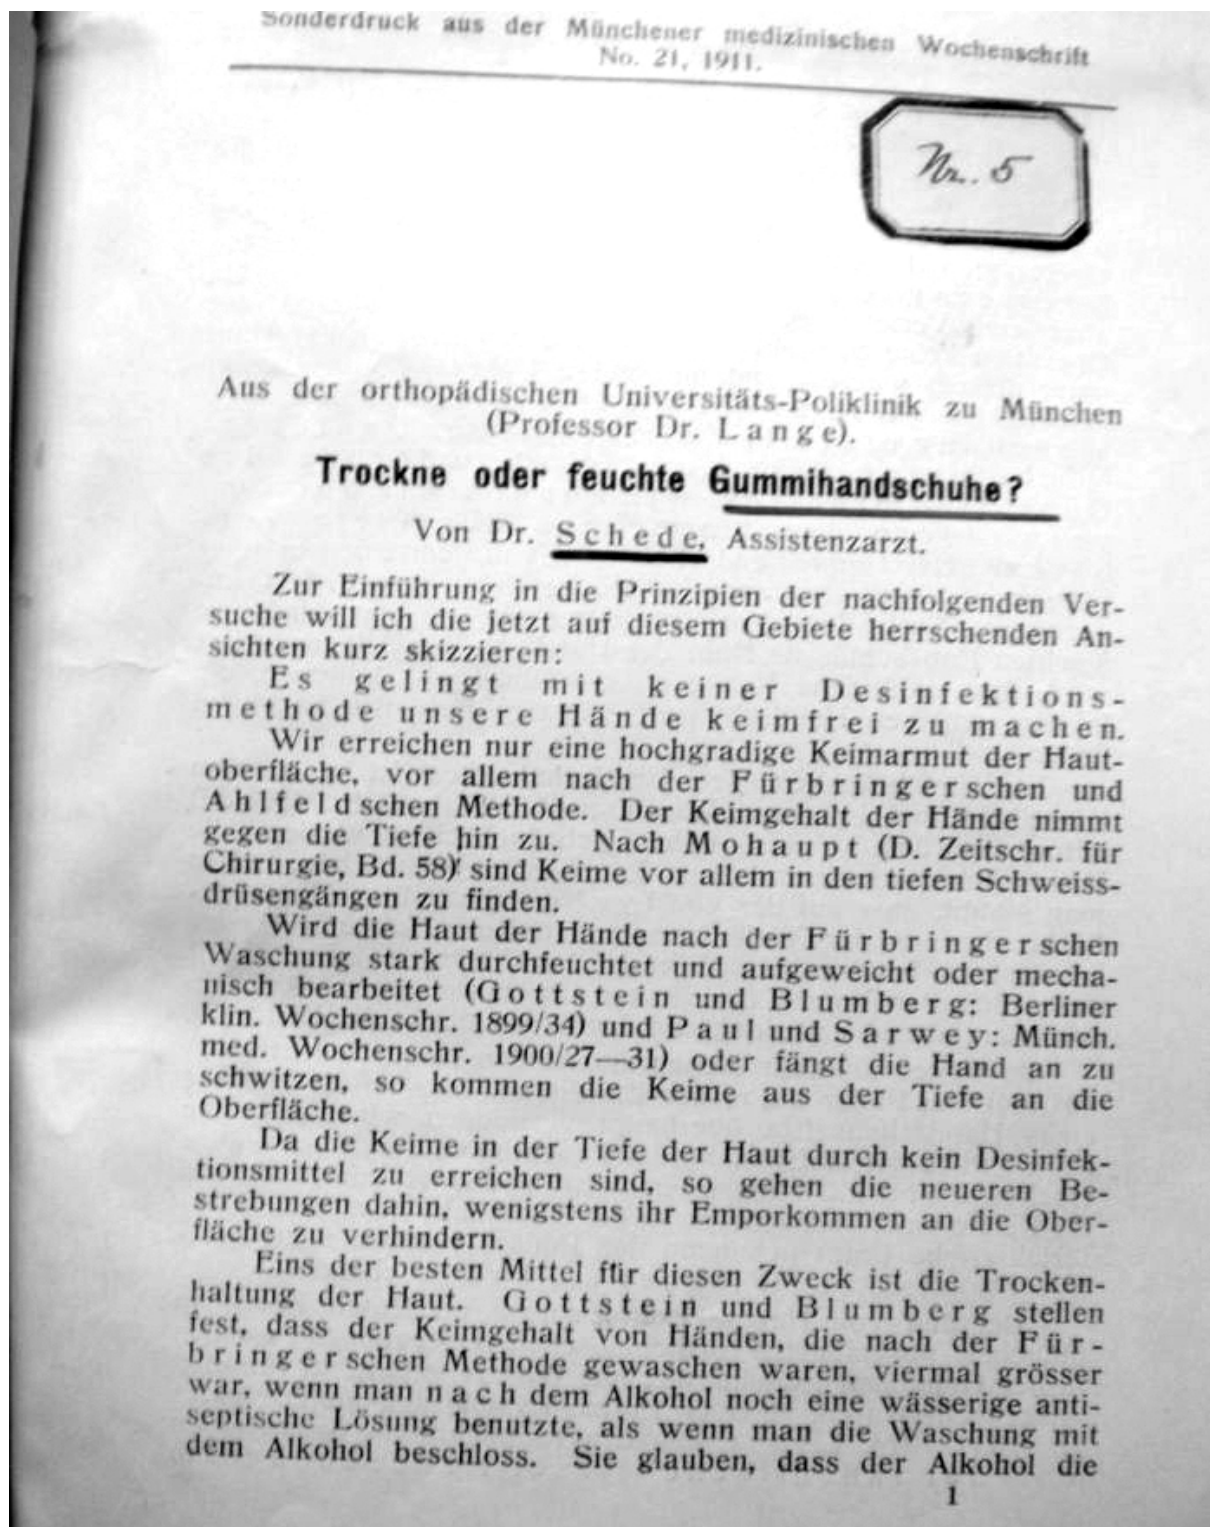 Sonderdruck aus der Münchener medizinischen Wochenschrift
No. 21, 1911.
Nr. 5
Aus der orthopädischen Universitäts-Poliklinik zu München
(Professor Dr. Lange).
Trockne oder feuchte Gummihandschuhe?
Von Dr. Schede, Assistenzarzt.
Zur Einführung in die Prinzipien der nachfolgenden Ver-
suche will ich die jetzt auf diesem Gebiete herrschenden An-
sichten kurz skizzieren:
Es gelingt mit keiner Desinfektions-
methode unsere Hände keimfrei zu machen.
Wir erreichen nur eine hochgradige Keimarmut der Haut-
oberfläche, vor allem nach der Fürbringerschen und
Ahlfeldschen Methode. Der Keimgehalt der Hände nimmt
gegen die Tiefe hin zu. Nach Mohaupt (D. Zeitschr. für
Chirurgie, Bd. 58) sind Keime vor allem in den tiefen Schweiss-
drüsengängen zu finden.
Wird die Haut der Hände nach der Fürbringerschen
Waschung stark durchfeuchtet und aufgeweicht oder mecha-
nisch bearbeitet (Gottstein und Blumberg: Berliner
klin. Wochenschr. 1899/34) und Paul und Sarwey: Münch.
med. Wochenschr. 1900/27—31) oder fängt die Hand an zu
schwitzen, so kommen die Keime aus der Tiefe an die
Oberfläche.
Da die Keime in der Tiefe der Haut durch kein Desinfek-
tionsmittel zu erreichen sind, so gehen die neueren Be-
strebungen dahin, wenigstens ihr Emporkommen an die Ober-
fläche zu verhindern.
Eins der besten Mittel für diesen Zweck ist die Trocken-
haltung der Haut. Gottstein und Blumberg stellen
fest, dass der Keimgehalt von Händen, die nach der Für-
bringerschen Methode gewaschen waren, viermal grösser
war, wenn man nach dem Alkohol noch eine wässerige anti-
septische Lösung benutzte, als wenn man die Waschung mit
dem Alkohol beschloss. Sie glauben, dass der Alkohol die
1